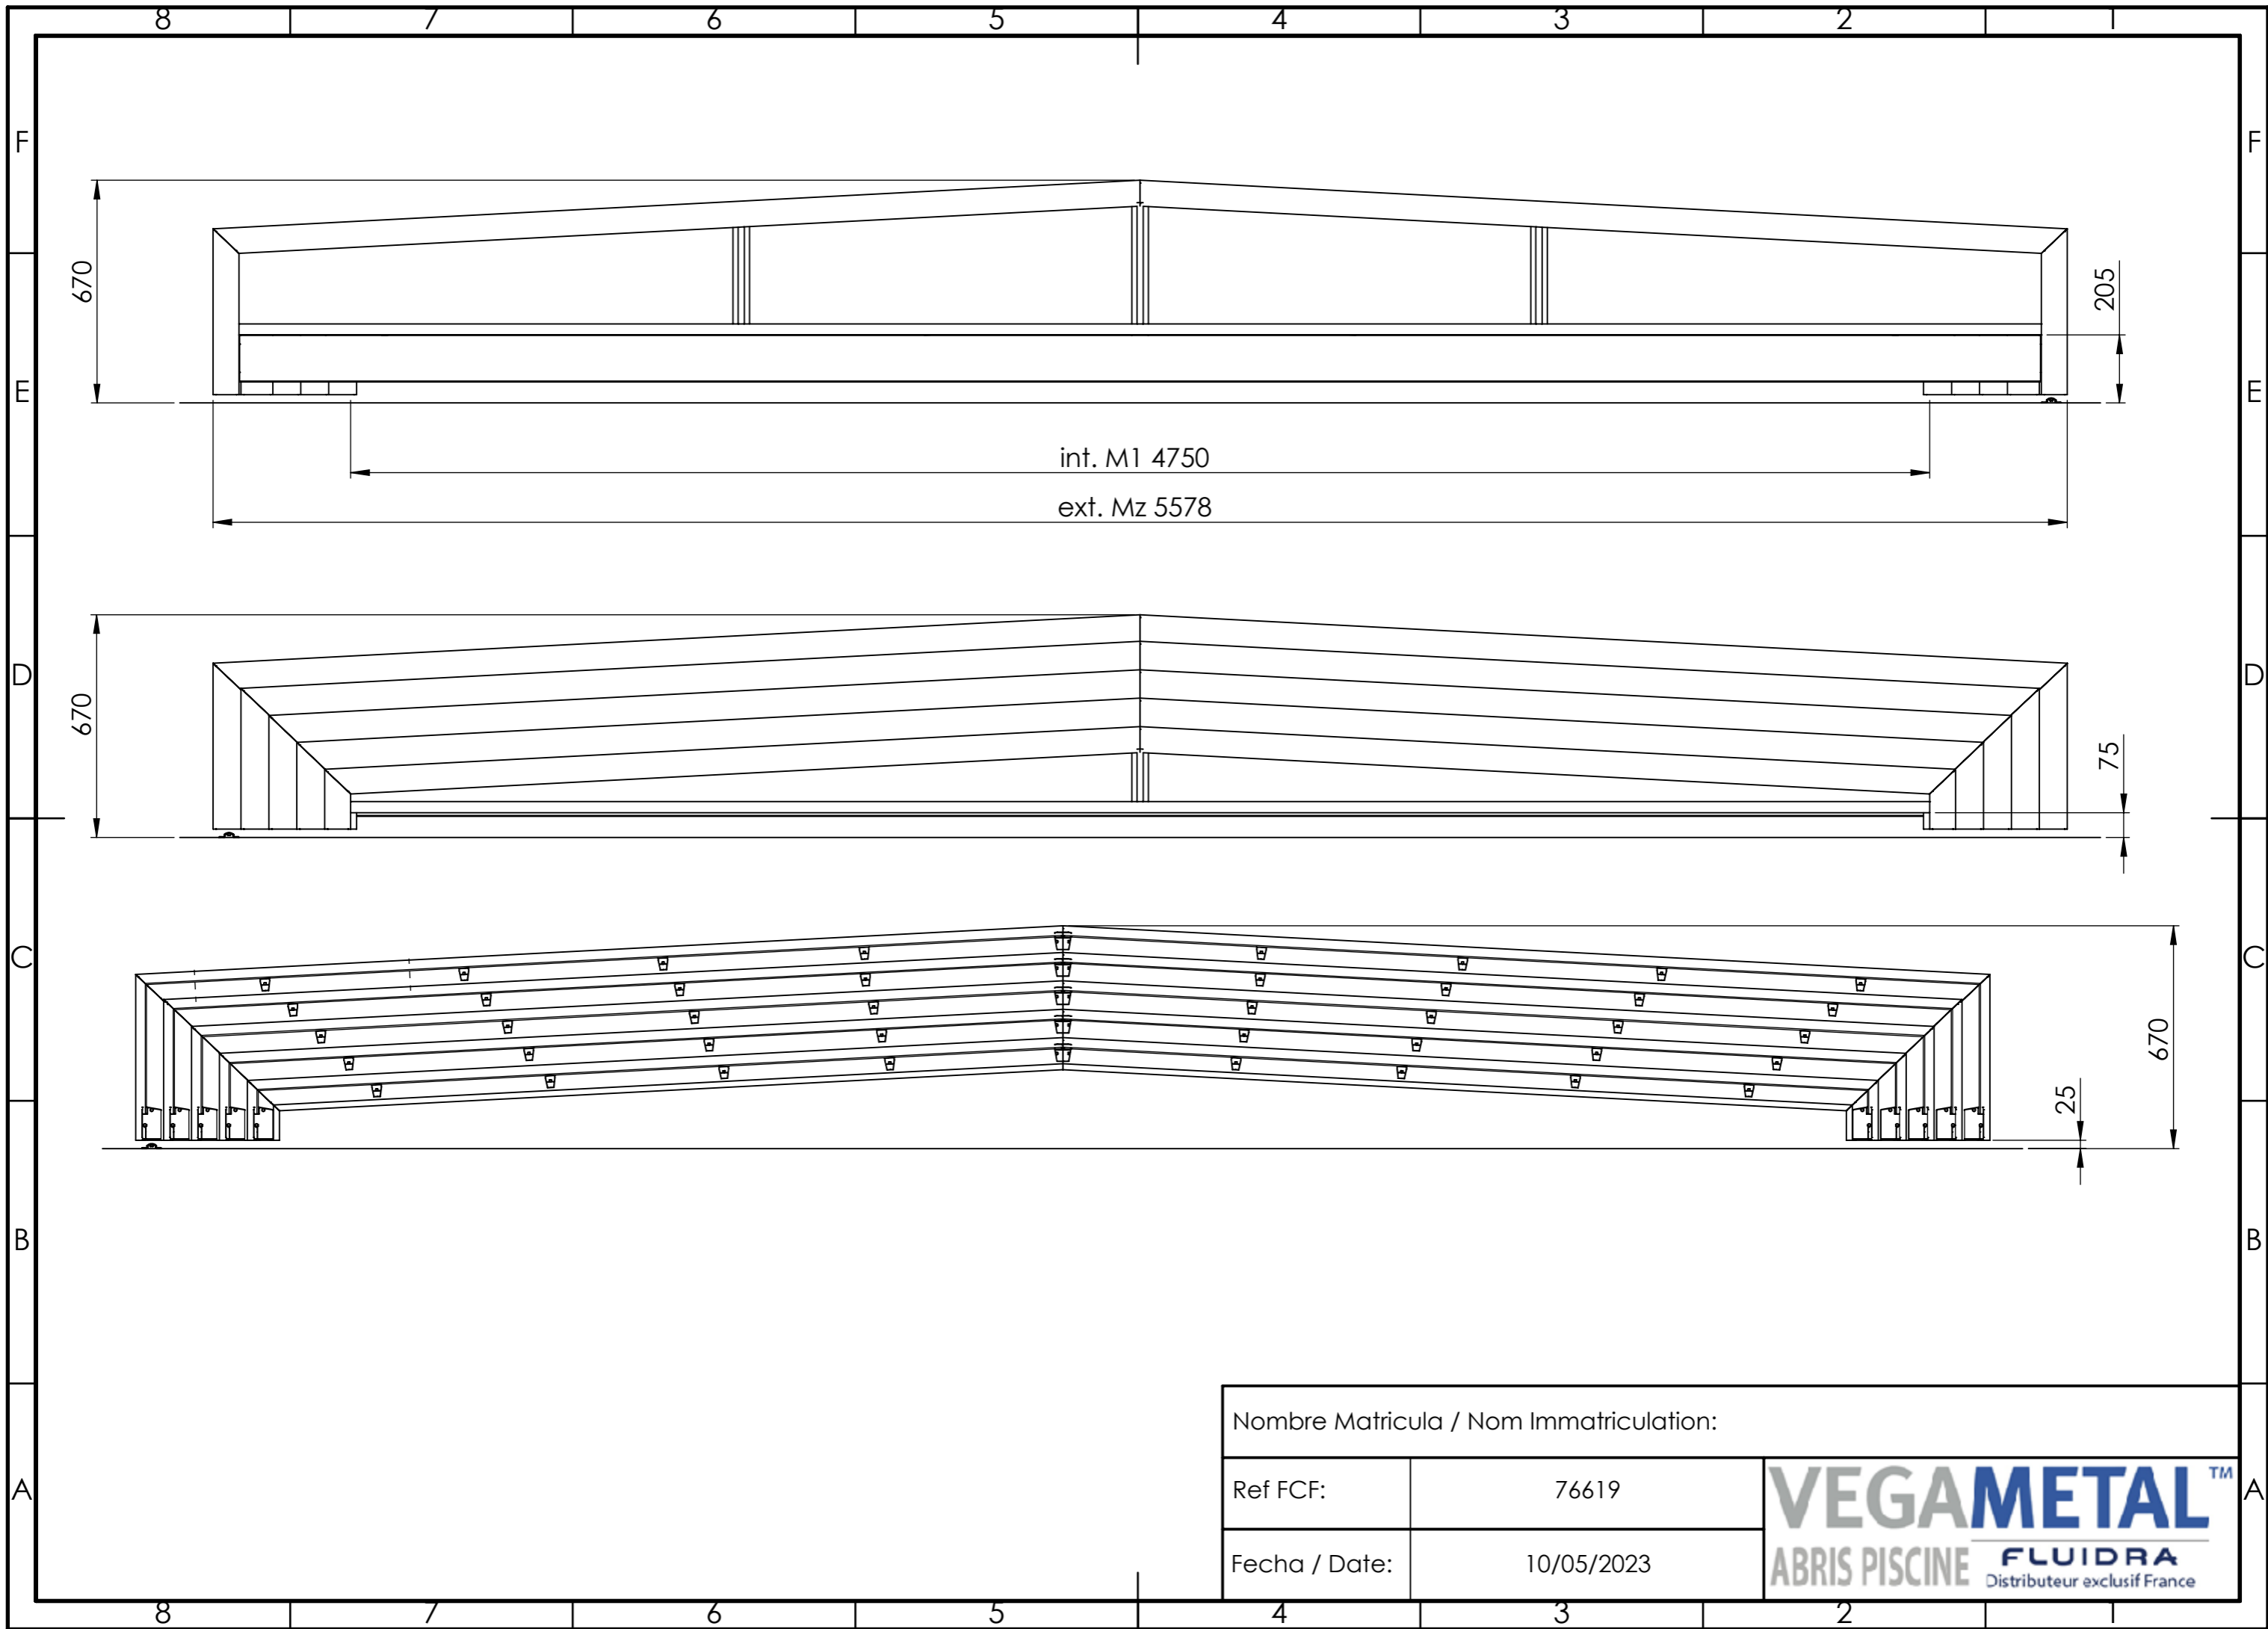 8 7 6 5 4 3 2 1
F F
670
205
E E
int. M1 4750
ext. Mz 5578
D D
670
75
C C
670
25
B B
Nombre Matricula / Nom Immatriculation:
A A
Ref FCF: 76619
Fecha / Date: 10/05/2023
VEGAMETAL™
ABRIS PISCINE FLUIDRA
Distributeur exclusif France
8 7 6 5 4 3 2 1